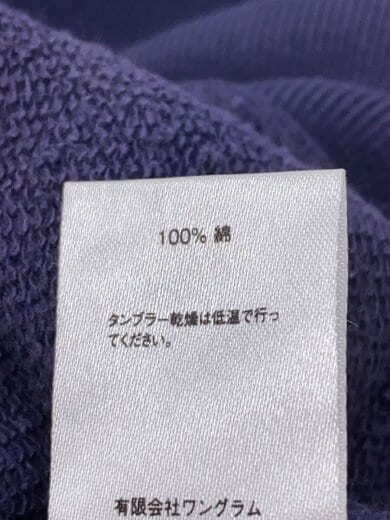 100% 綿
タンブラー乾燥は低温で行っ
てください。
有限会社ワングラム